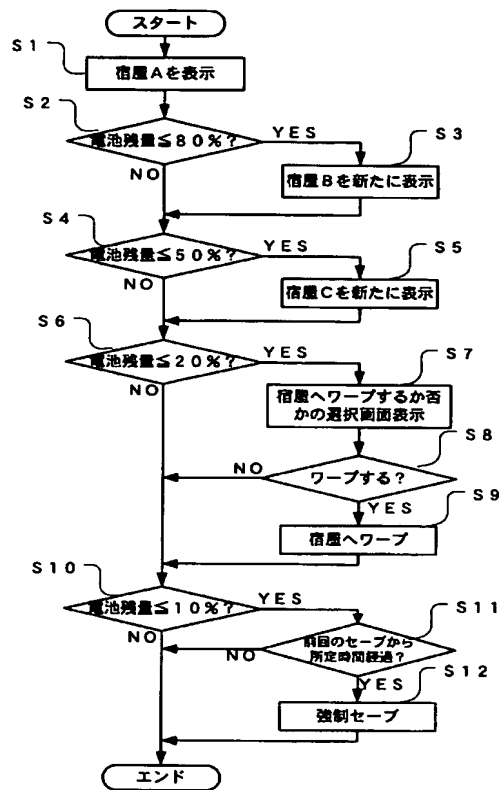 スタート
S1
宿屋Aを表示
S2
電池残量≦80%?
YES
S3
NO
宿屋Bを新たに表示
S4
電池残量≦50%?
YES
S5
NO
宿屋Cを新たに表示
S6
電池残量≦20%?
YES
S7
NO
宿屋へワープするか否
かの選択画面表示
S8
NO
ワープする?
YES
S9
宿屋へワープ
S10
電池残量≦10%?
YES
S11
NO
NO
前回のセーブから
所定時間経過?
YES
S12
強制セーブ
エンド